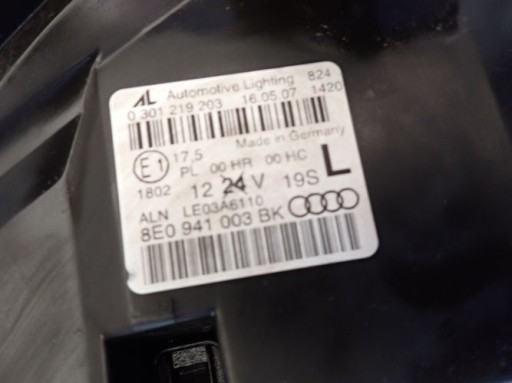 AL Automotive Lighting 824
0 301 219 203 16.05.07 1420
Made in Germany
E1 17,5
PL 00 HR 00 HC L
1802 12 24 V 19S
ALN LE03A6110
8E0 941 003 BK